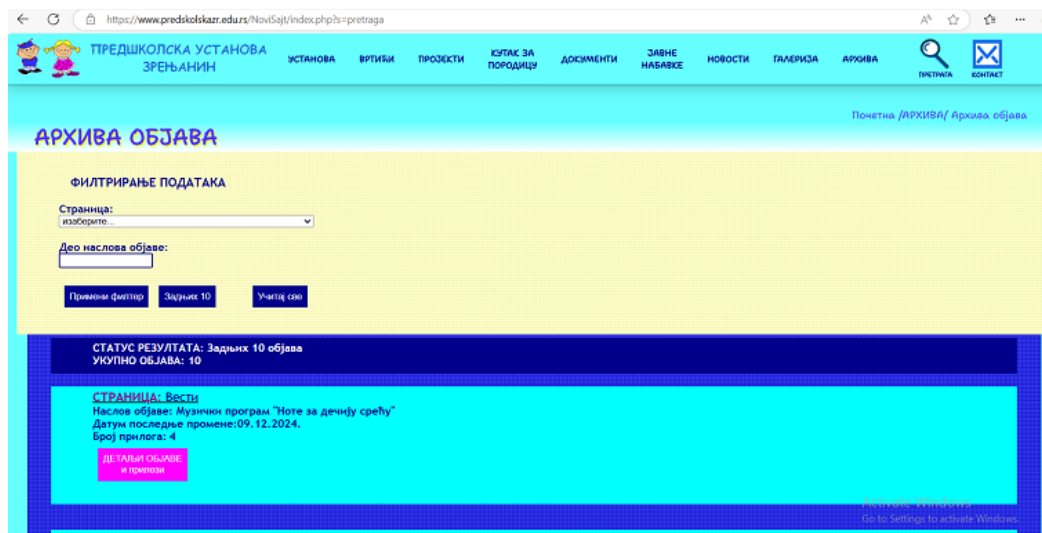 https://www.predskolskazr.edu.rs/NoviSajt/index.php?s=pretraga
ПРЕДШКОЛСКА УСТАНОВА
ЗРЕЊАНИН
УСТАНОВА
ВРТИЋИ
ПРОЈЕКТИ
КУТАК ЗА
ПОРОДИЦУ
ДОКУМЕНТИ
ЈАВНЕ
НАБАВКЕ
НОВОСТИ
ГАЛЕРИЈА
АРХИВА
ПРЕТРАГА
КОНТАКТ
Почетна /АРХИВА/ Архива објава
АРХИВА ОБЈАВА
ФИЛТРИРАЊЕ ПОДАТАКА
Страница:
изаберите...
Део наслова објаве:
Примени филтер
Задњих 10
Учитај све
СТАТУС РЕЗУЛТАТА: Задњих 10 објава
УКУПНО ОБЈАВА: 10
СТРАНИЦА: Вести
Наслов објаве: Музички програм "Ноте за дечију срећу"
Датум последње промене:09.12.2024.
Број прилога: 4
ДЕТАЉИ ОБЈАВЕ
и прилози
Activate Windows
Go to Settings to activate Windows.